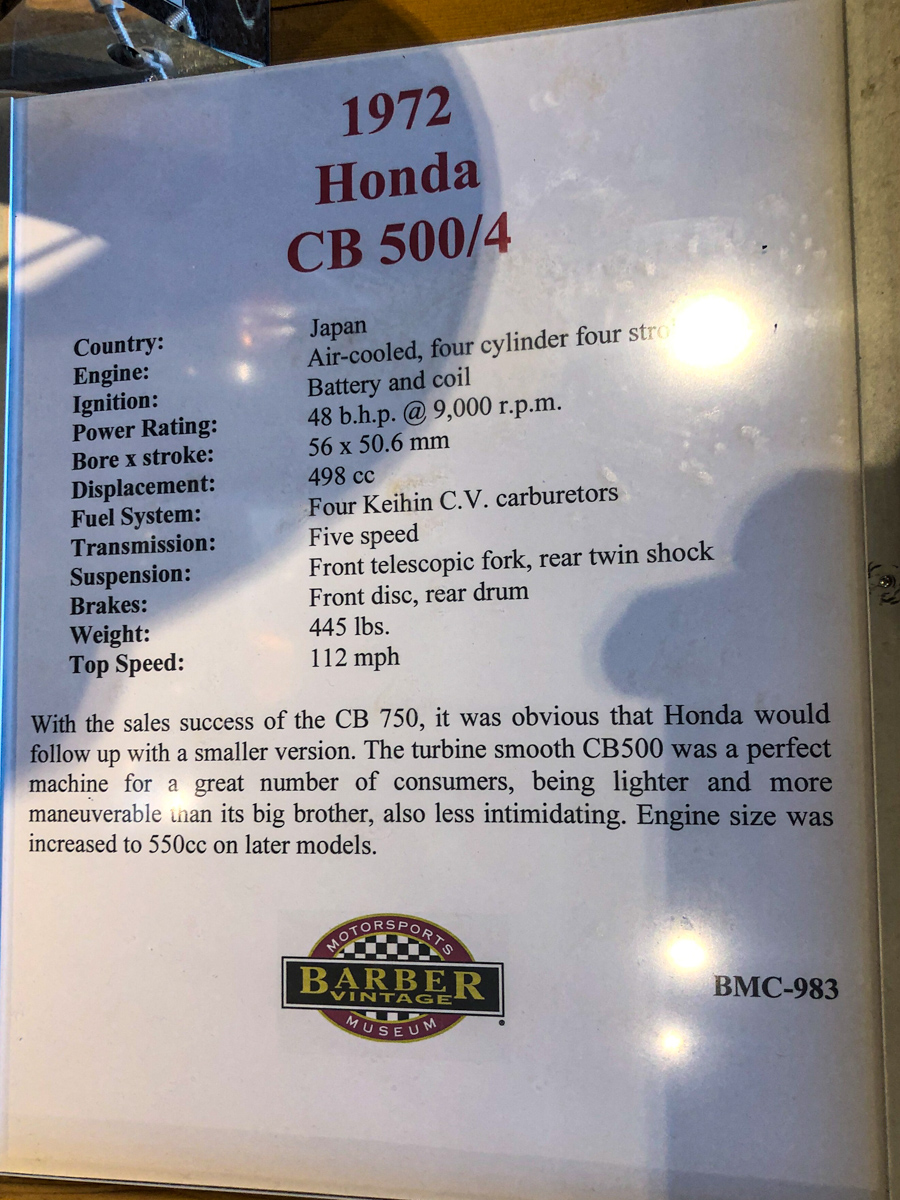 1972
Honda
CB 500/4
Country: Japan
Engine: Air-cooled, four cylinder four
Ignition: Battery and coil
Power Rating: 48 b.h.p. @ 9,000 r.p.m.
Bore x stroke: 56 x 50.6 mm
Displacement: 498 cc
Fuel System: Four Keihin C.V. carburetors
Transmission: Five speed
Suspension: Front telescopic fork, rear twin shock
Brakes: Front disc, rear drum
Weight: 445 lbs.
Top Speed: 112 mph
With the sales success of the CB 750, it was obvious that Honda would
follow up with a smaller version. The turbine smooth CB500 was a perfect
machine for a great number of consumers, being lighter and more
maneuverable than its big brother, also less intimidating. Engine size was
increased to 550cc on later models.
MOTORSPORTS
BARBER
VINTAGE
MUSEUM
BMC-983